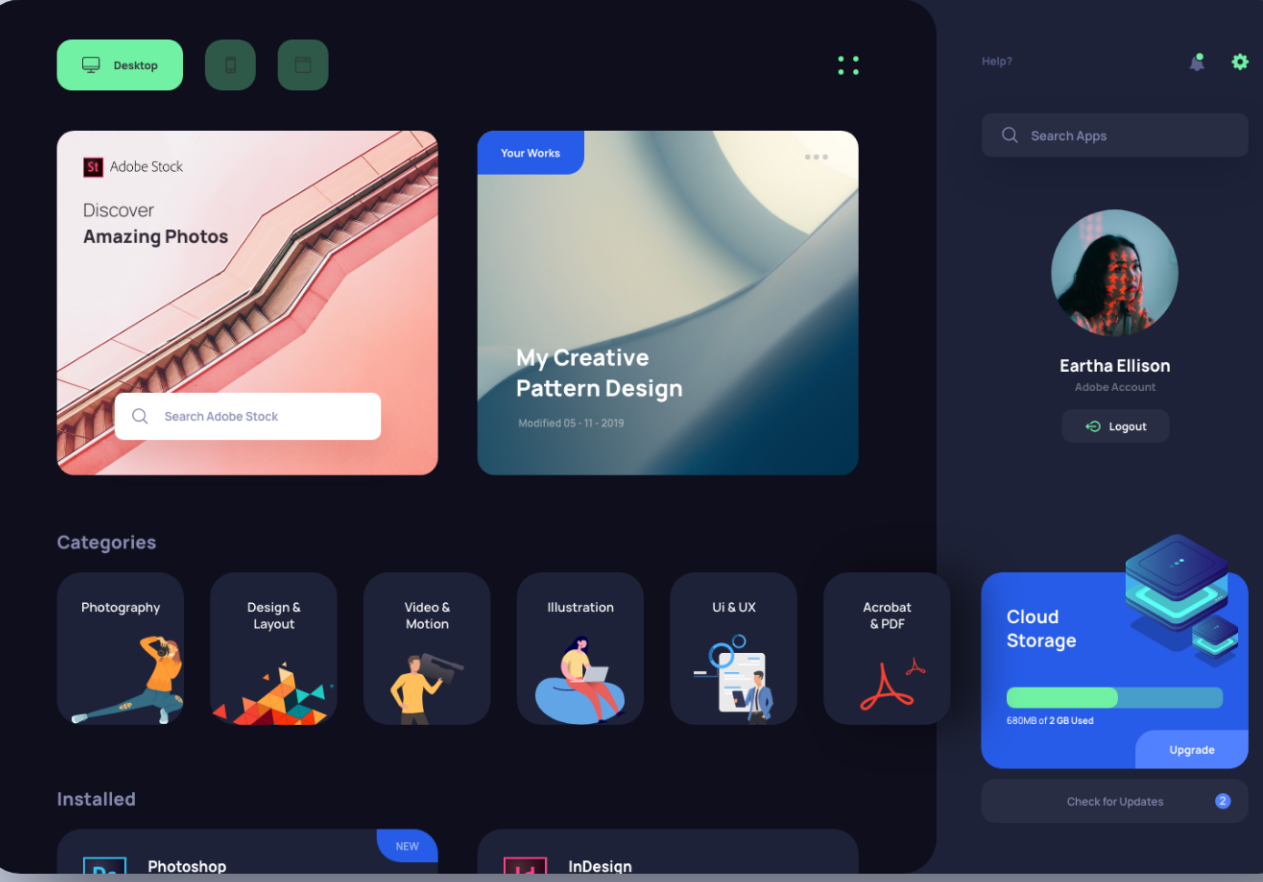 Desktop
Help?
Search Apps
St Adobe Stock
Discover
Amazing Photos
Search Adobe Stock
Your Works
My Creative
Pattern Design
Modified 05 - 11 - 2019
Eartha Ellison
Adobe Account
Logout
Categories
Photography
Design &
Layout
Video &
Motion
Illustration
Ui & UX
Acrobat
& PDF
Cloud
Storage
680MB of 2 GB Used
Upgrade
Check for Updates 2
Installed
NEW
Ps Photoshop
Id InDesign